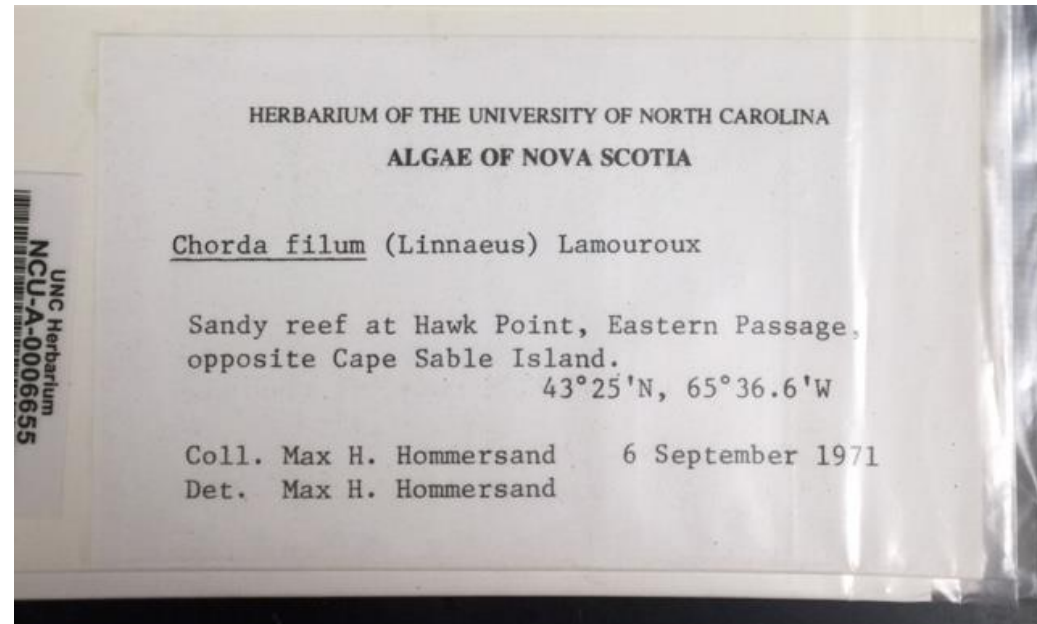 HERBARIUM OF THE UNIVERSITY OF NORTH CAROLINA
ALGAE OF NOVA SCOTIA
Chorda filum (Linnaeus) Lamouroux
Sandy reef at Hawk Point, Eastern Passage,
opposite Cape Sable Island.
43°25'N, 65°36.6'W
Coll. Max H. Hommersand 6 September 1971
Det. Max H. Hommersand
UNC Herbarium
NCU-A-0006655